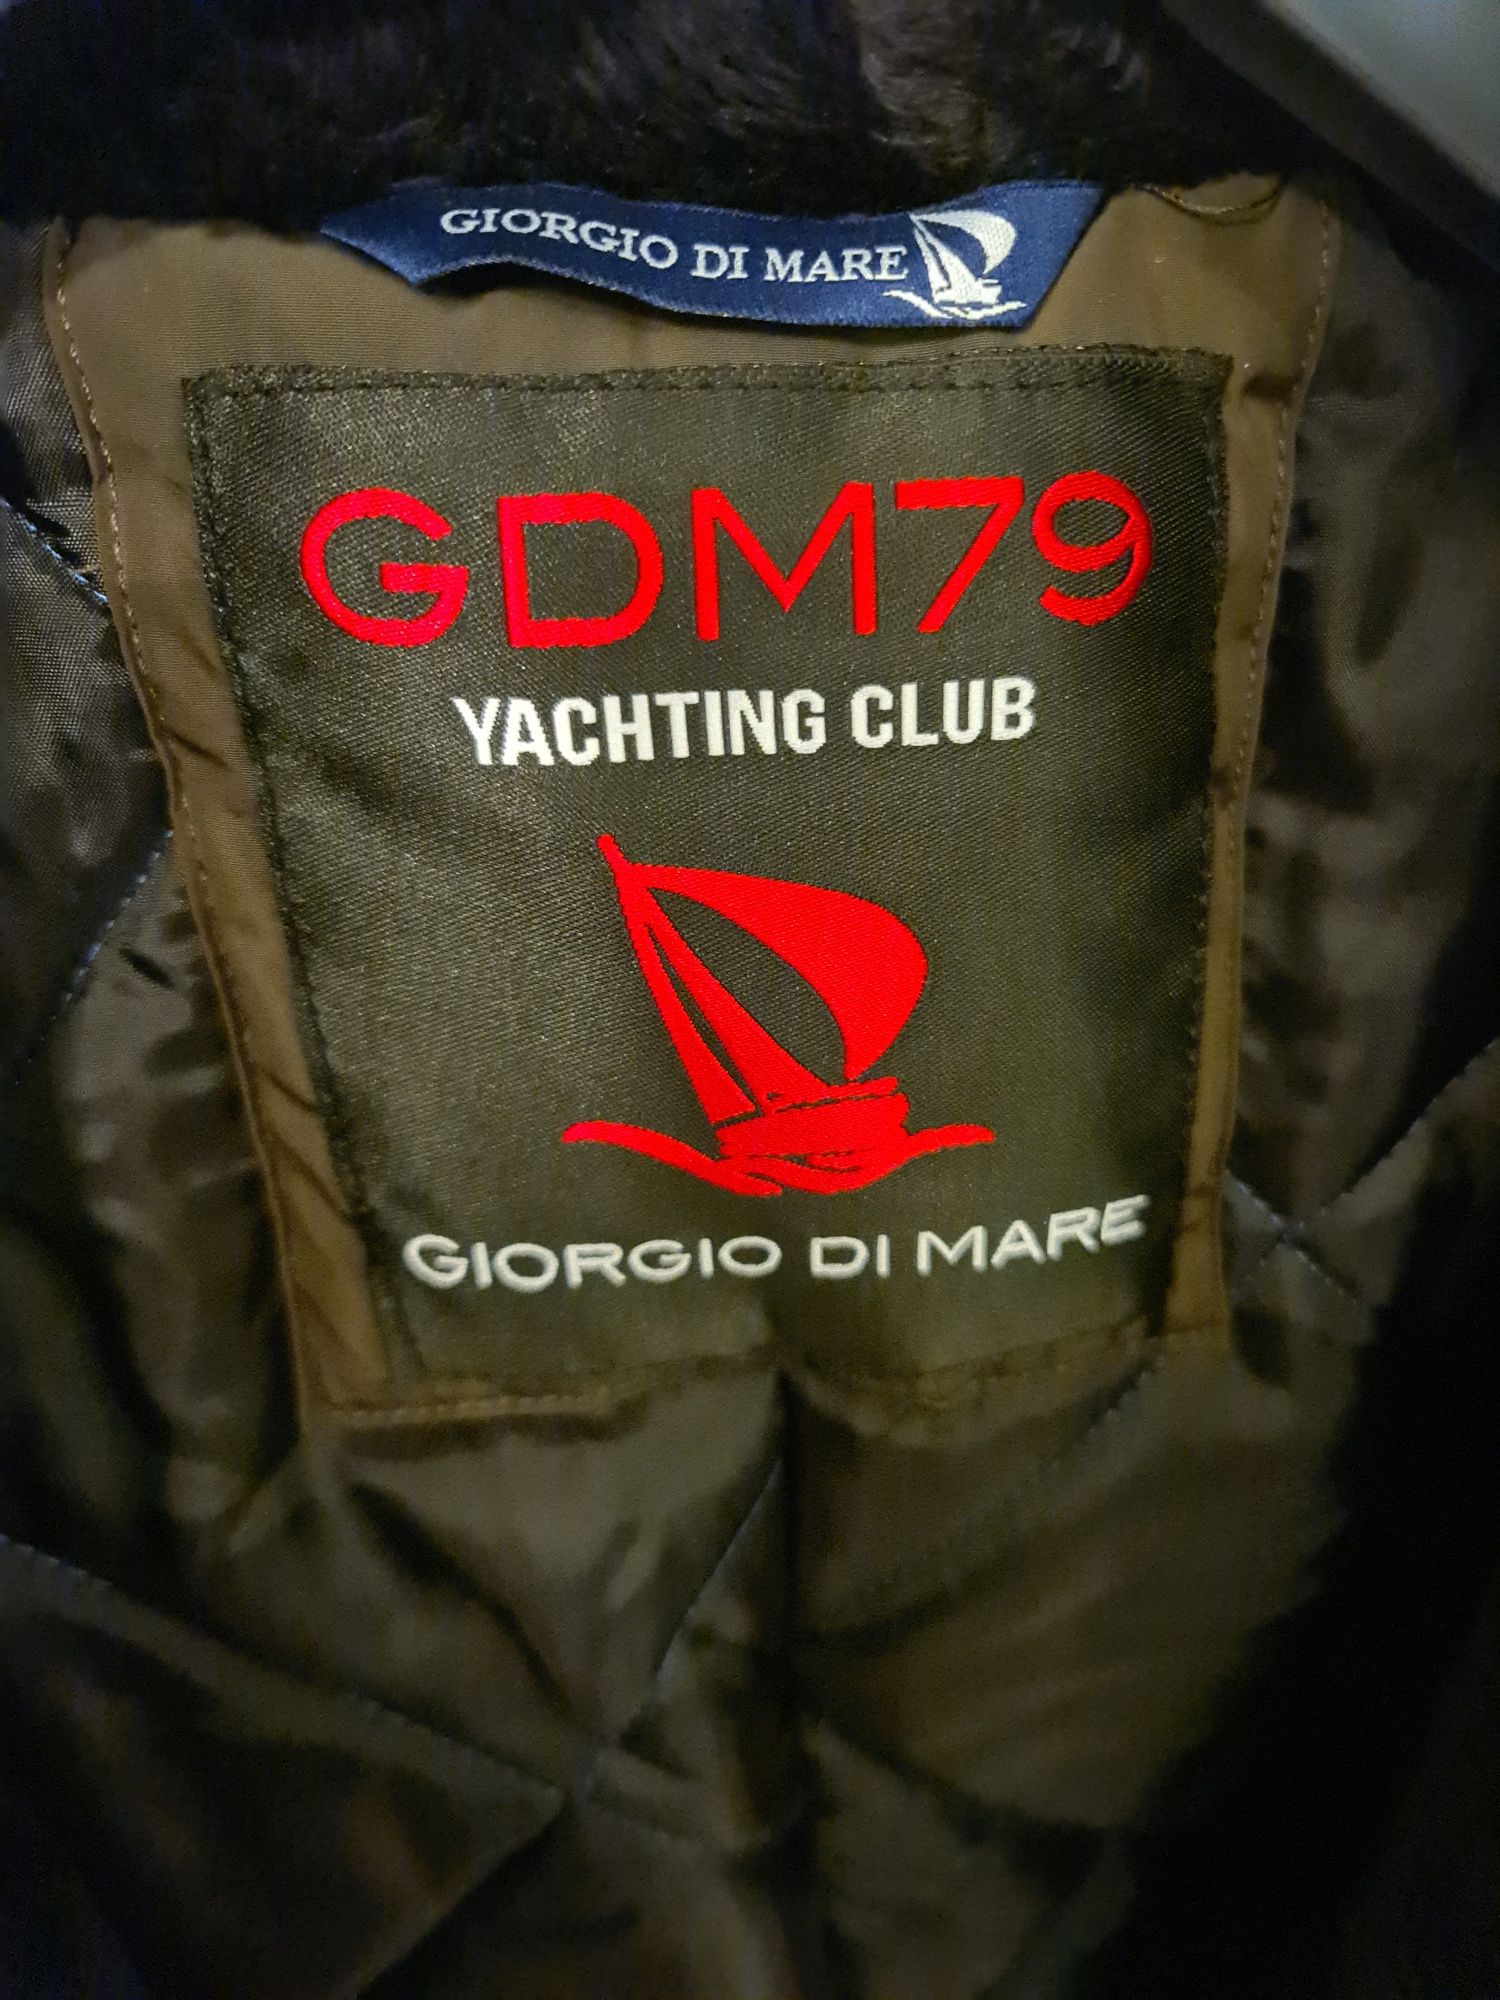 GIORGIO DI MARE
GDM79
YACHTING CLUB
GIORGIO DI MARE